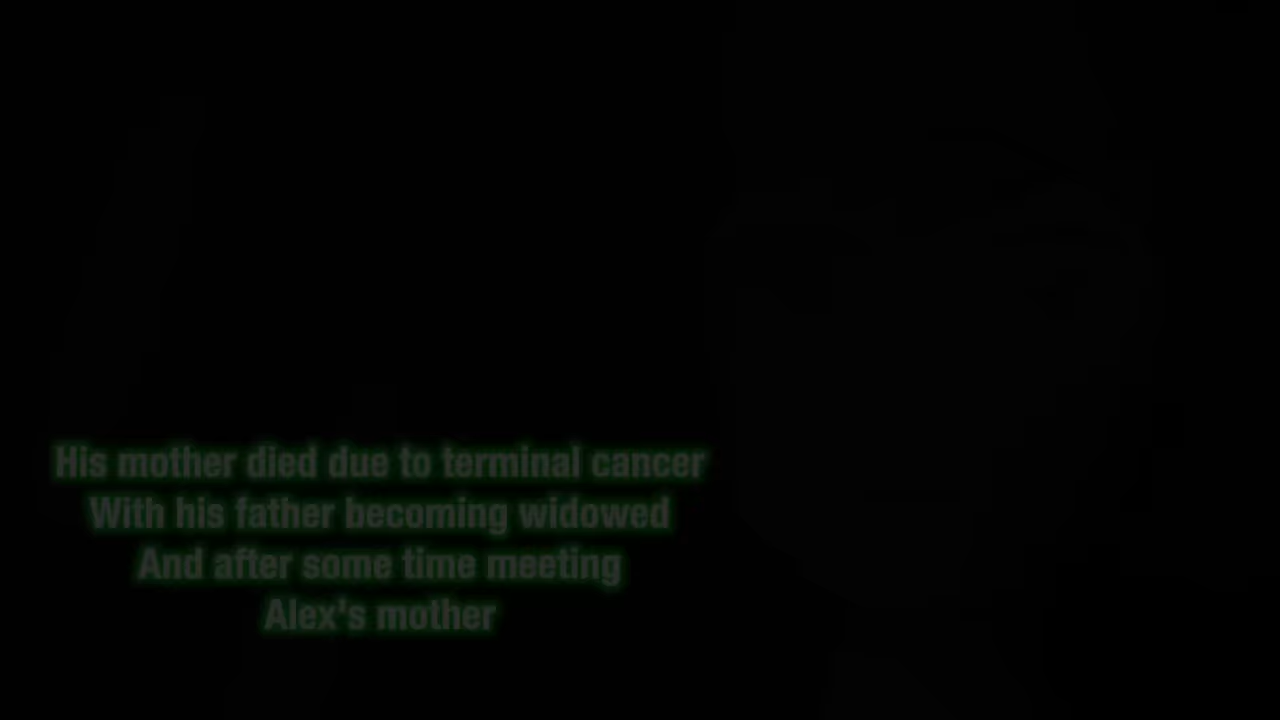 His mother died due to terminal cancer
With his father becoming widowed
And after some time meeting
Alex's mother